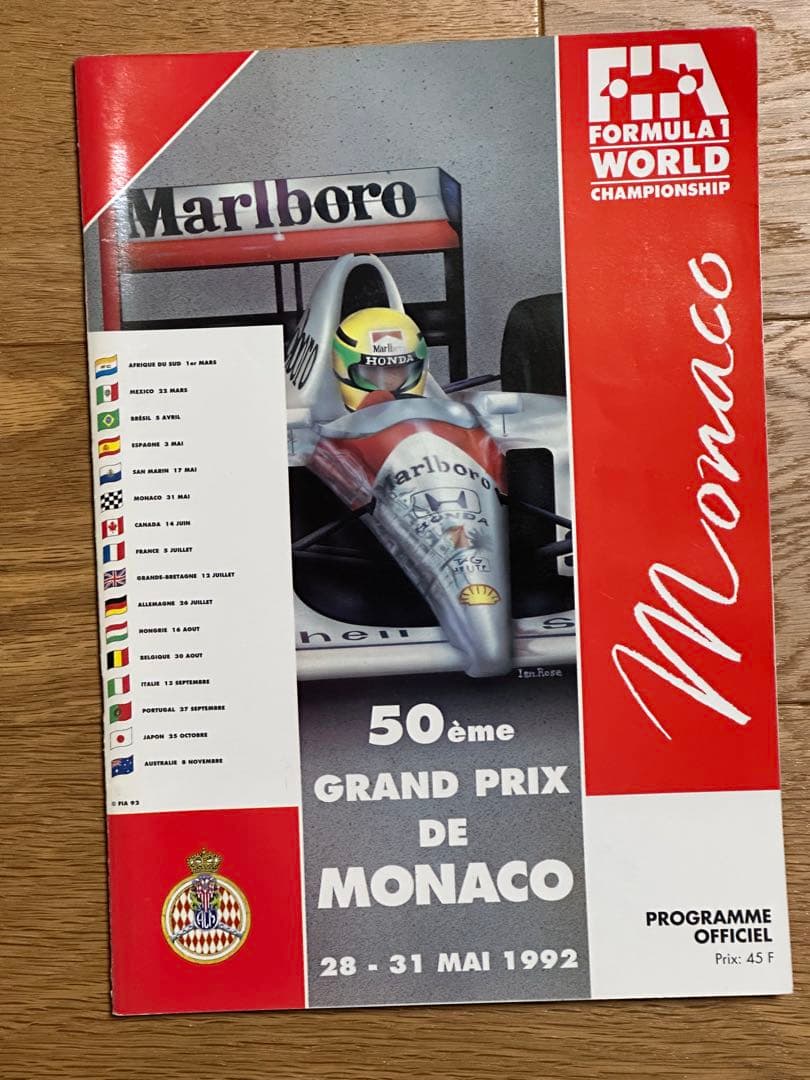 FIA
FORMULA 1
WORLD
CHAMPIONSHIP
Monaco
Marlboro
Marlboro
HONDA
Marlboro
HONDA
TAG
Shell
Ian Rose
AFRIQUE DU SUD 1er MARS
MEXICO 22 MARS
BRÉSIL 5 AVRIL
ESPAGNE 3 MAI
SAN MARIN 17 MAI
MONACO 31 MAI
CANADA 14 JUIN
FRANCE 5 JUILLET
GRANDE-BRETAGNE 12 JUILLET
ALLEMAGNE 26 JUILLET
HONGRIE 16 AOUT
BELGIQUE 30 AOUT
ITALIE 13 SEPTEMBRE
PORTUGAL 27 SEPTEMBRE
JAPON 25 OCTOBRE
AUSTRALIE 8 NOVEMBRE
© FIA 92
ACM
50ème
GRAND PRIX
DE
MONACO
28 - 31 MAI 1992
PROGRAMME
OFFICIEL
Prix: 45 F